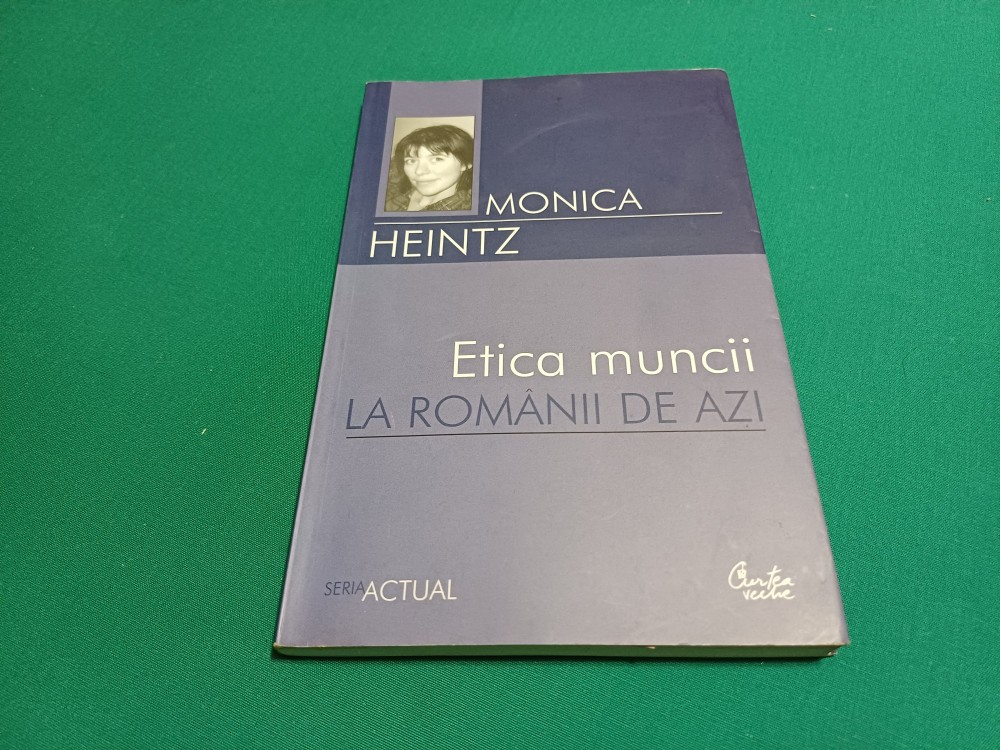 MONICA
HEINTZ
Etica muncii
LA ROMÂNII DE AZI
SERIA ACTUAL
Curtea
veche